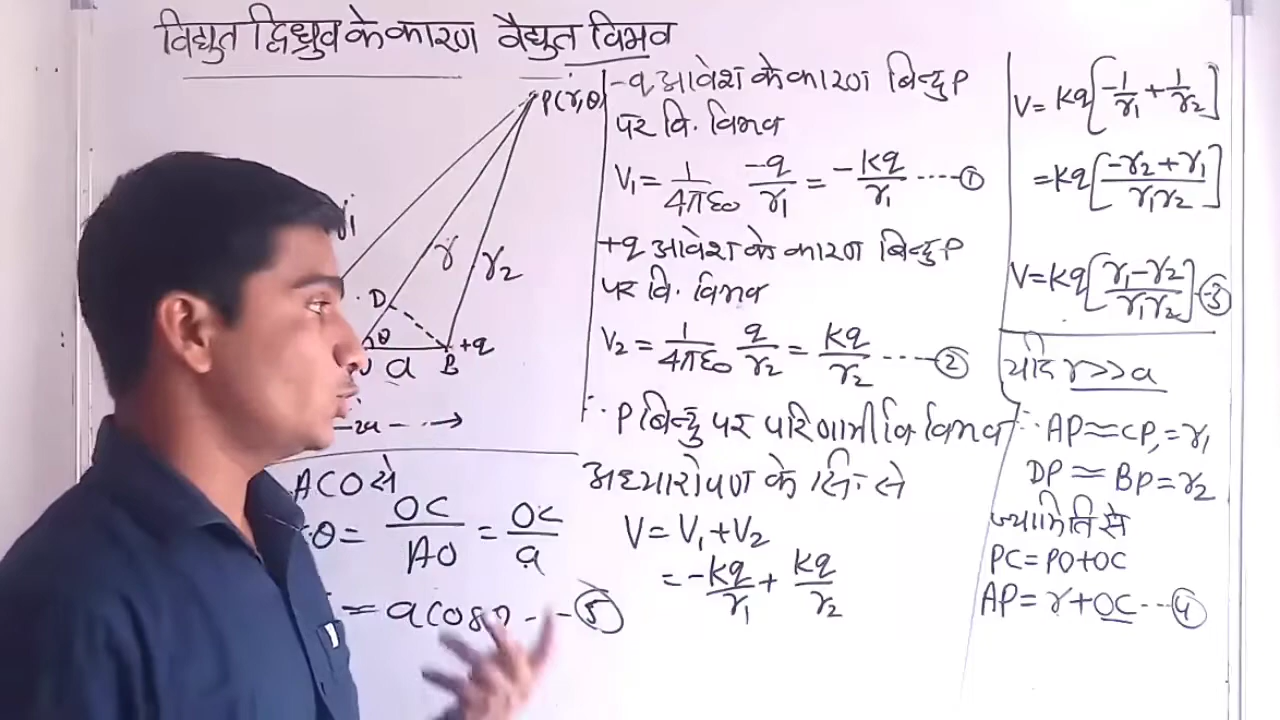 विद्युत द्विध्रुव के कारण वैद्युत विभव
P(r,θ)
r1
r
r2
D
θ
a
B +q
ACO से
θ = OC/AO = OC/a
= a cosθ --⑤
-q आवेश के कारण बिन्दु P
पर वि. विभव
V₁ = 1/4πε₀ -q/r₁ = -Kq/r₁ ----①
+q आवेश के कारण बिन्दु P
पर वि. विभव
V₂ = 1/4πε₀ q/r₂ = Kq/r₂ ----②
∴ P बिन्दु पर परिणामी वि विभव
अध्यारोपण के सि. से
V = V₁ + V₂
= -Kq/r₁ + Kq/r₂
V = Kq[-1/r₁ + 1/r₂]
= Kq[-r₂ + r₁/r₁r₂]
V = Kq[r₁ - r₂/r₁r₂] --③
यदि r>>a
∴ AP ≈ CP = r₁
DP ≈ BP = r₂
ज्यामिति से
PC = PO + OC
AP = r + OC --④